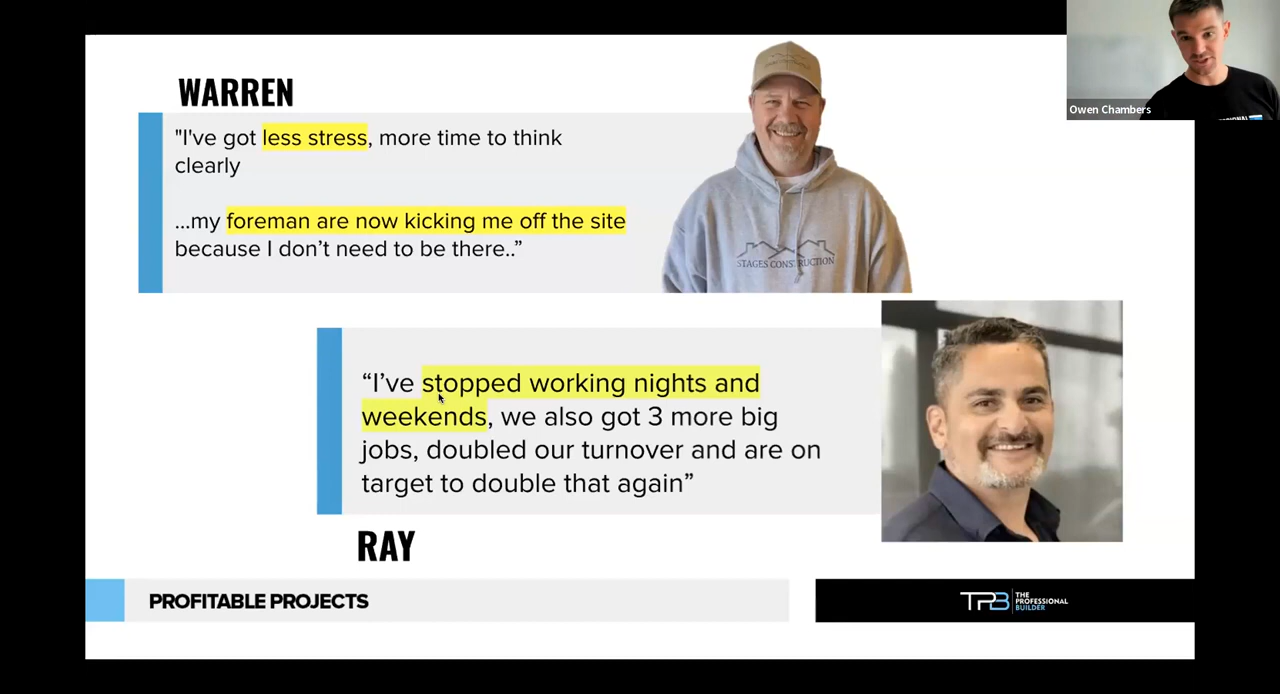 Owen Chambers
WARREN
"I've got less stress, more time to think
clearly
...my foreman are now kicking me off the site
because I don’t need to be there..”
STAGES CONSTRUCTION
“I’ve stopped working nights and
weekends, we also got 3 more big
jobs, doubled our turnover and are on
target to double that again”
RAY
PROFITABLE PROJECTS
TPB THE
PROFESSIONAL
BUILDER